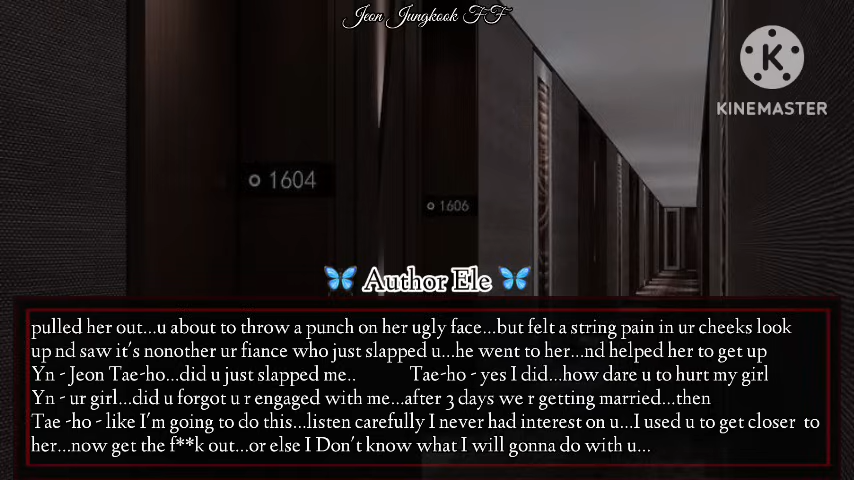 Jeon Jungkook FF
KINEMASTER
1604
1606
🦋 Author Ele 🦋
pulled her out...u about to throw a punch on her ugly face...but felt a string pain in ur cheeks look
up nd saw it's nonother ur fiance who just slapped u...he went to her...nd helped her to get up
Yn - Jeon Tae-ho...did u just slapped me.. Tae-ho - yes I did...how dare u to hurt my girl
Yn - ur girl...did u forgot u r engaged with me...after 3 days we r getting married...then
Tae -ho - like I'm going to do this...listen carefully I never had interest on u...I used u to get closer to
her...now get the f**k out...or else I Don't know what I will gonna do with u...